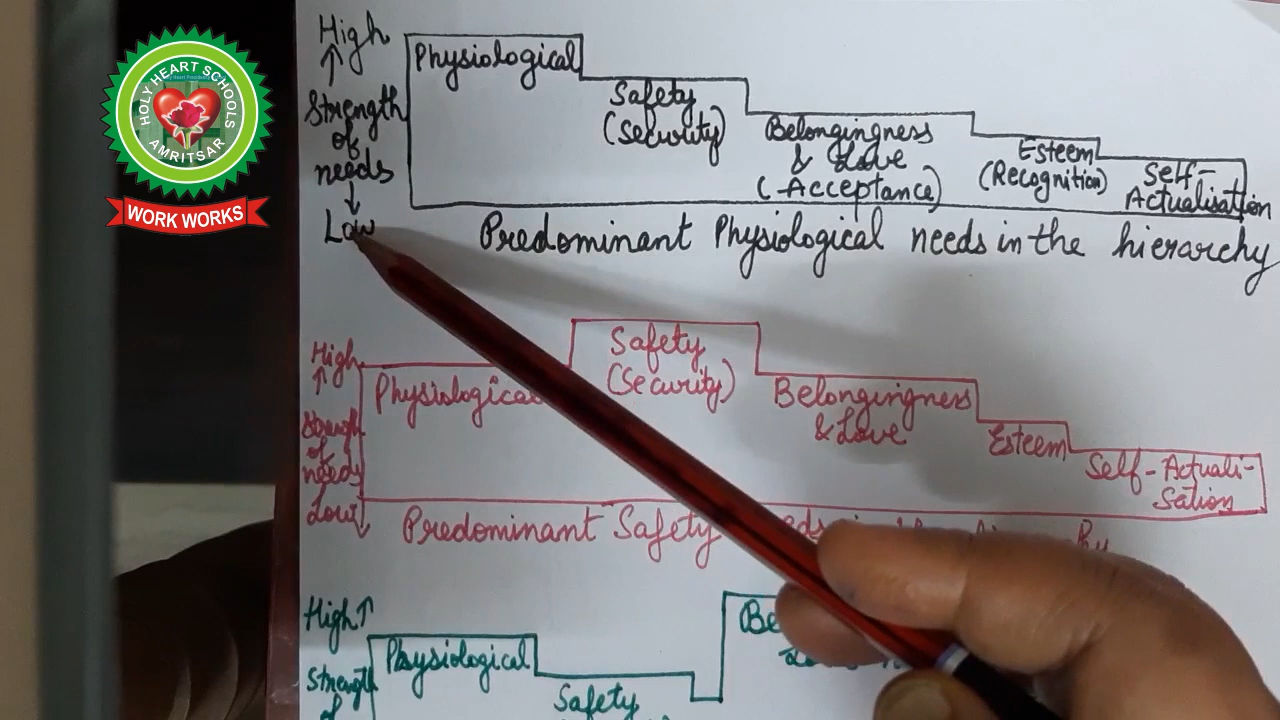 HOLY HEART SCHOOLS
AMRITSAR
WORK WORKS
High
Strength
of
needs
Low
Physiological
Safety
(Security)
Belongingness
& Love
(Acceptance)
Esteem
(Recognition)
Self-
Actualisation
Predominant Physiological needs in the hierarchy
High
Strength
of
needs
Low
Physiological
Safety
(Security)
Belongingness
& Love
Esteem
Self-Actuali-
sation
Predominant Safety
High
Strength
of
Physiological
Safety